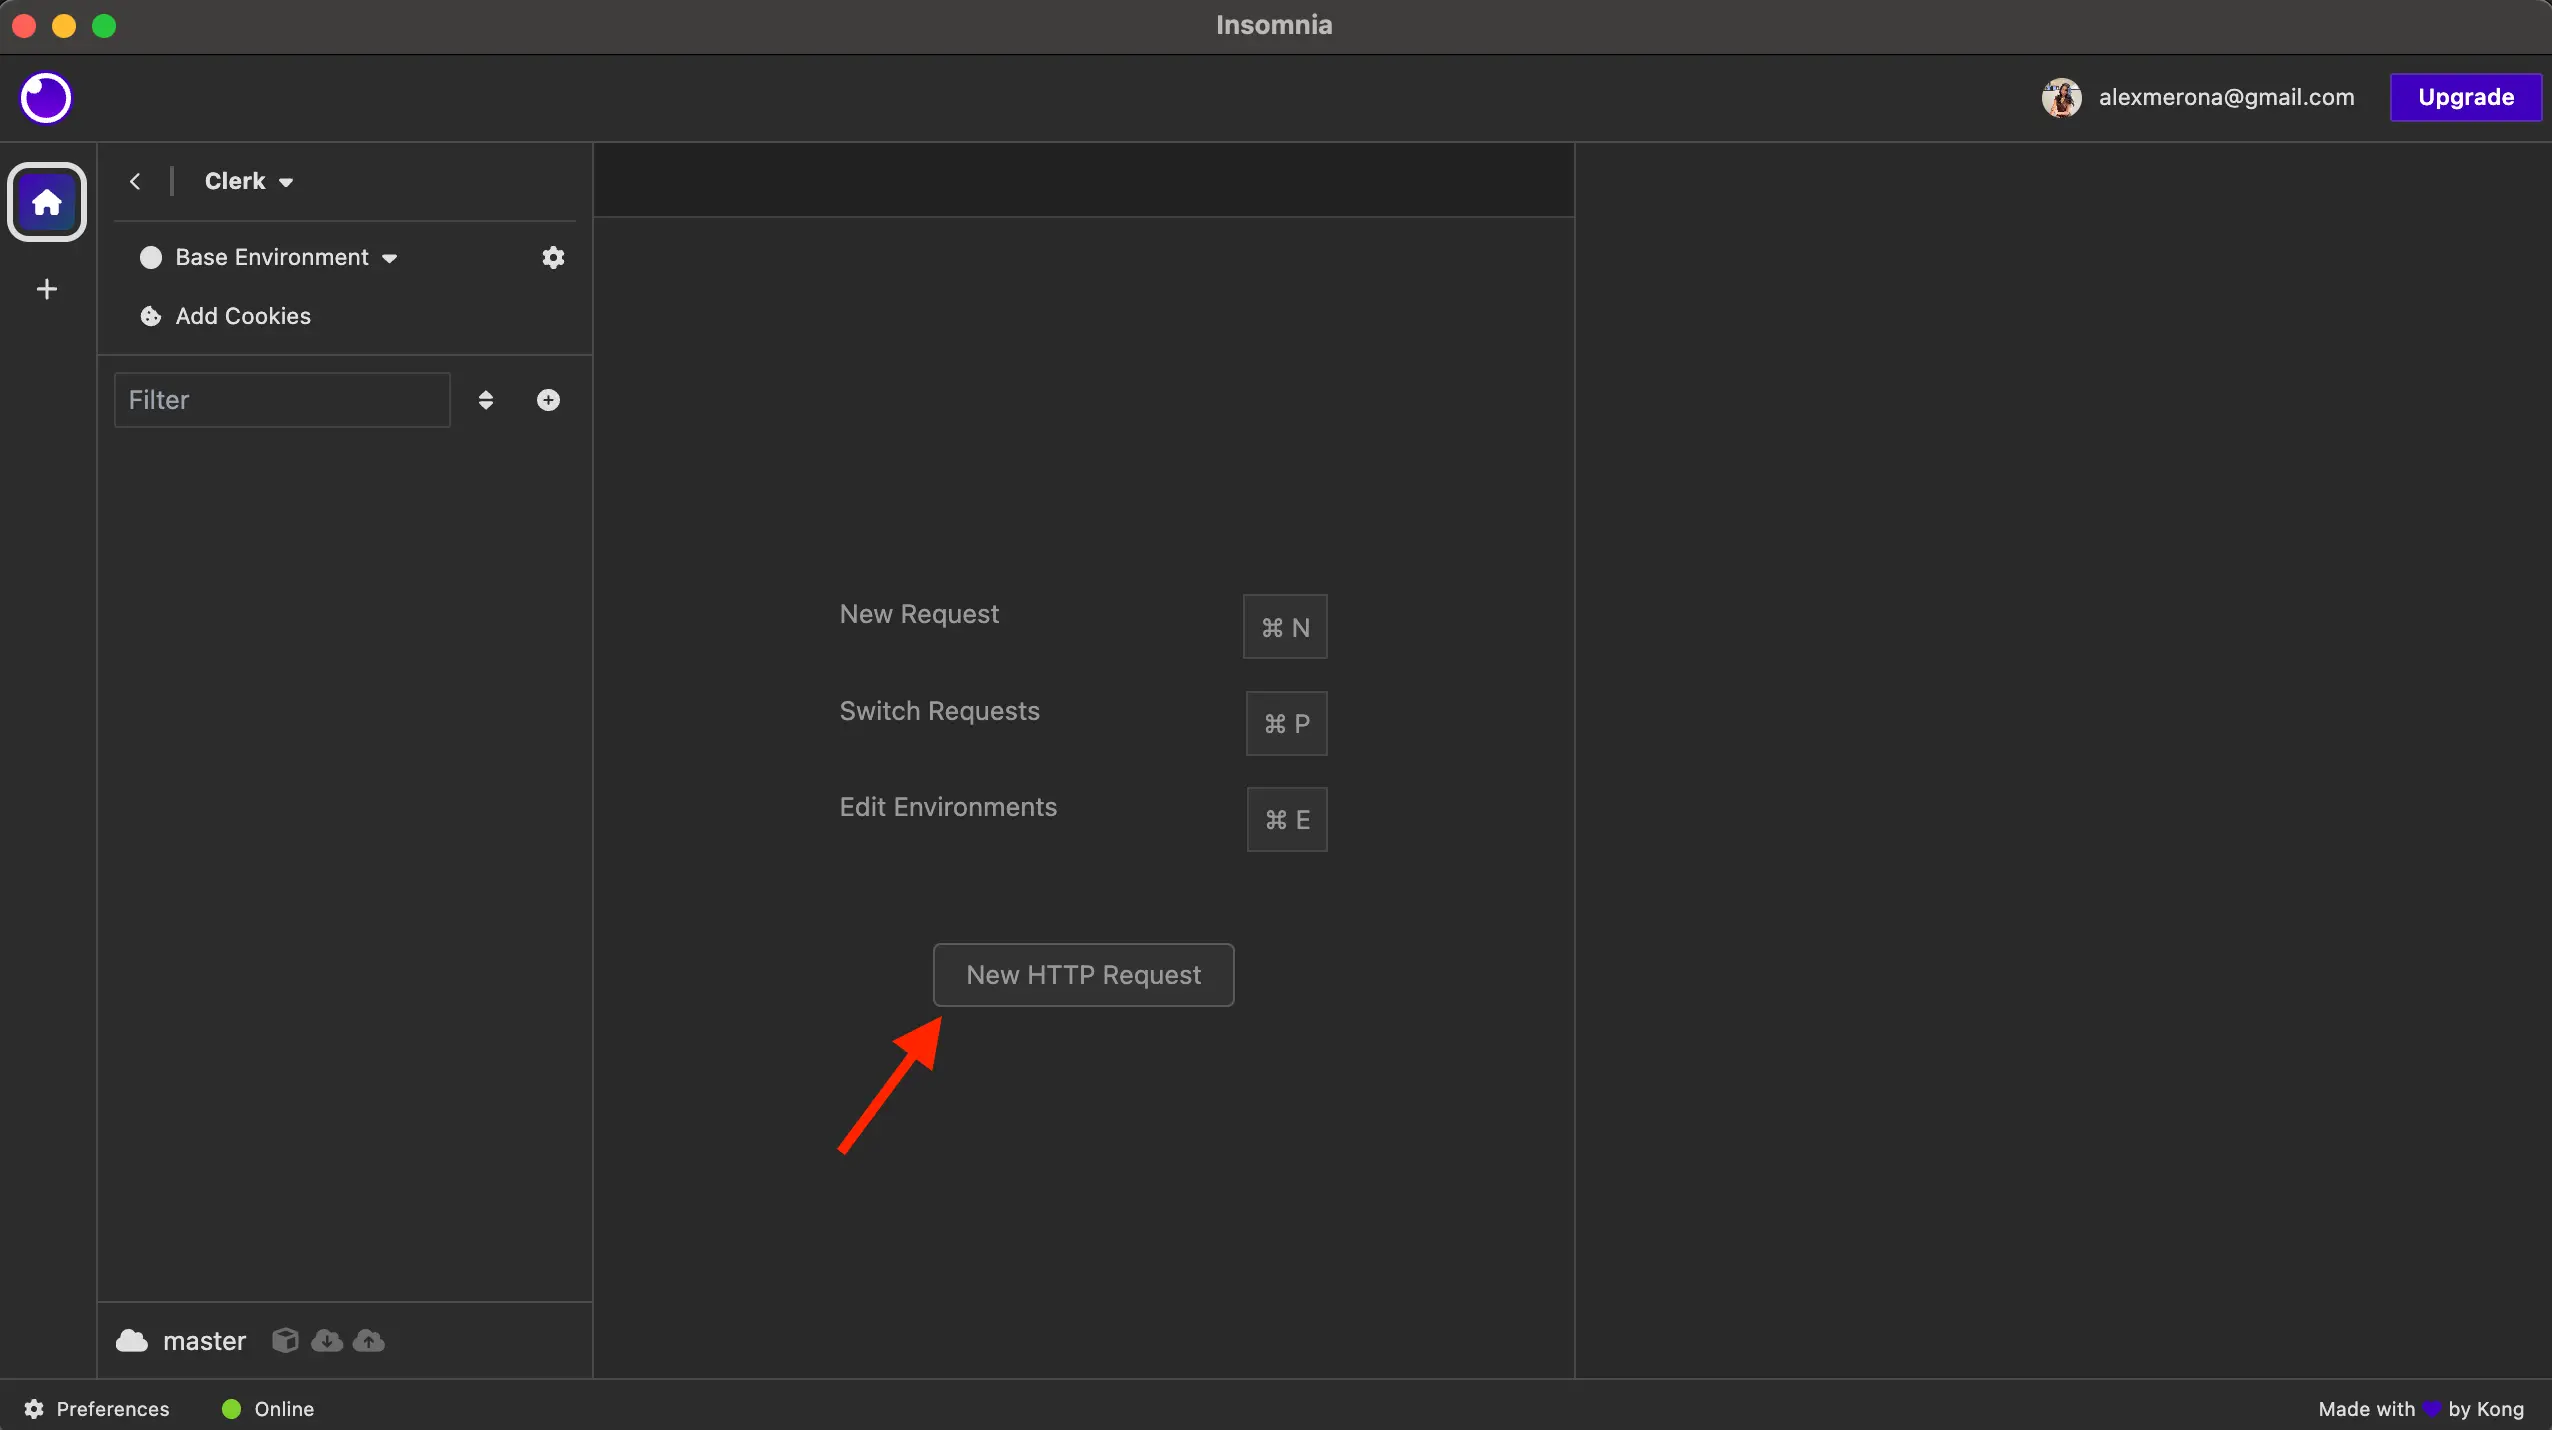 Insomnia
alexmerona@gmail.com
Upgrade
Clerk
Base Environment
Add Cookies
Filter
New Request
⌘ N
Switch Requests
⌘ P
Edit Environments
⌘ E
New HTTP Request
master
Preferences
Online
Made with 💜 by Kong